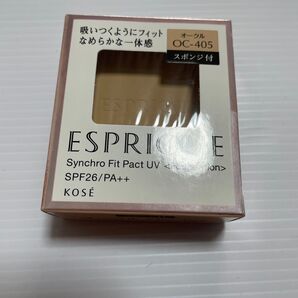 吸いつくようにフィット
なめらかな一体感
オークル
OC-405
スポンジ付
ESPRIQUE
Synchro Fit Pact UV
SPF26/PA++
KOSÉ